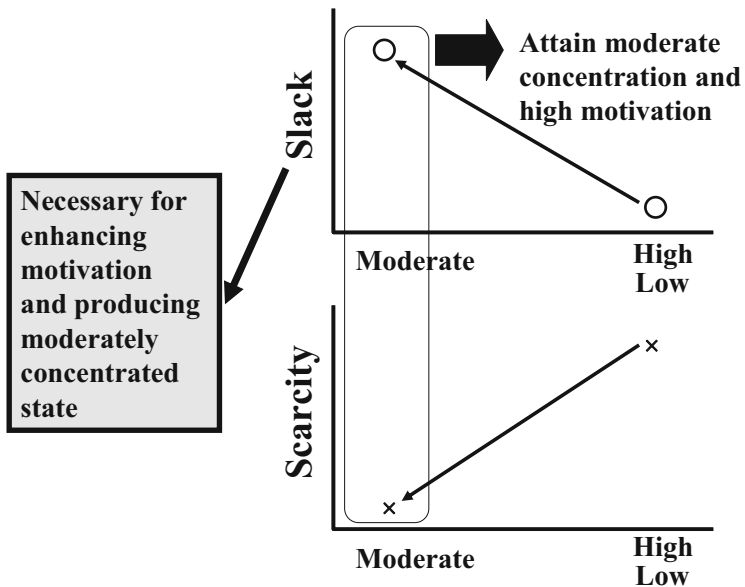 Slack
Attain moderate
concentration and
high motivation
Necessary for
enhancing
motivation
and producing
moderately
concentrated
state
Moderate
High
Low
Scarcity
Moderate
High
Low